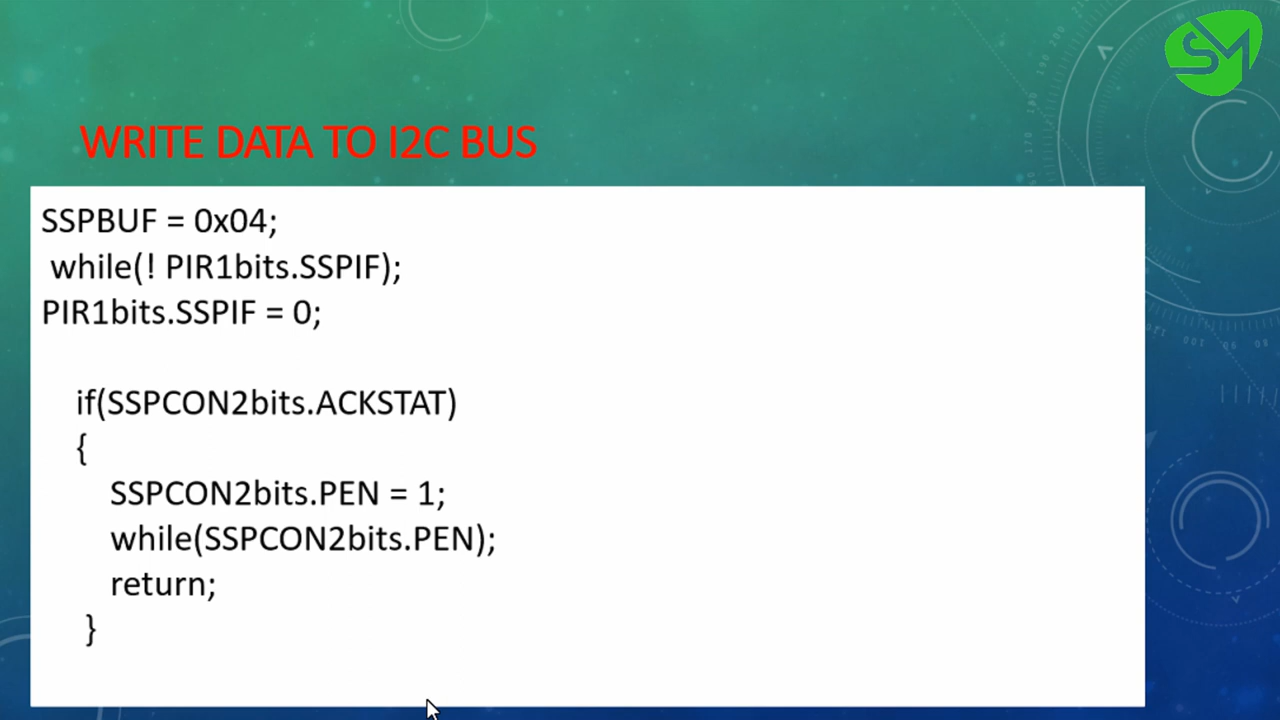 SM
WRITE DATA TO I2C BUS
SSPBUF = 0x04;
while(! PIR1bits.SSPIF);
PIR1bits.SSPIF = 0;
if(SSPCON2bits.ACKSTAT)
{
SSPCON2bits.PEN = 1;
while(SSPCON2bits.PEN);
return;
}